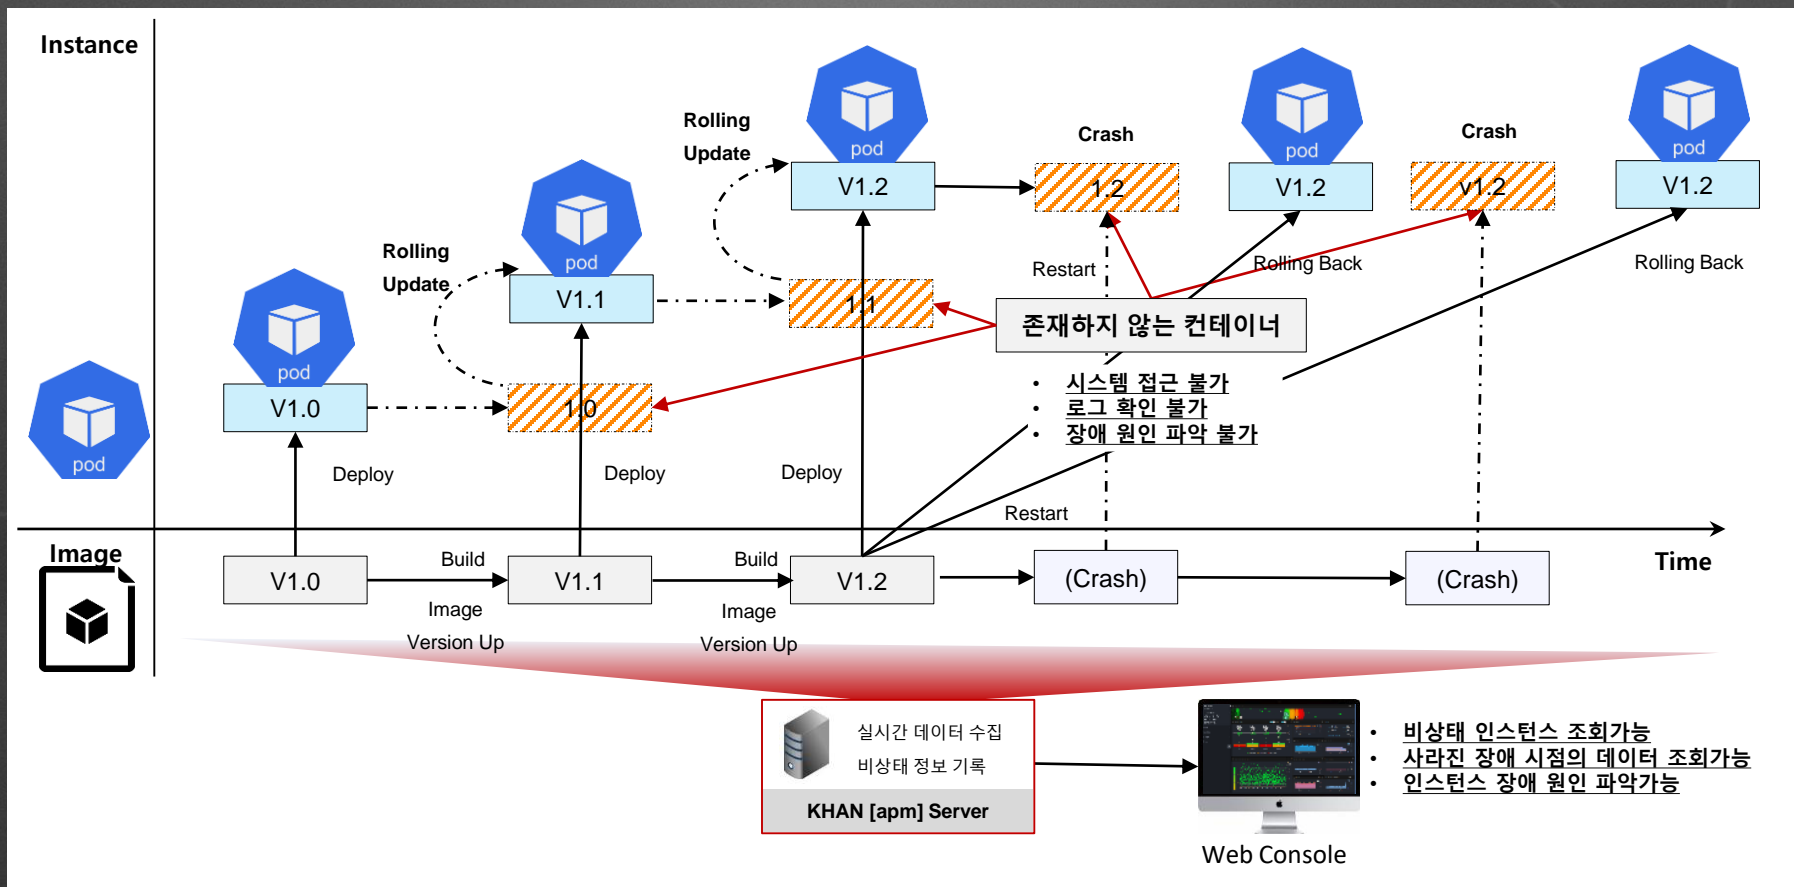 Instance
Rolling
Update
pod
V1.2
Crash
1.2
pod
V1.2
Crash
v1.2
pod
V1.2
Rolling
Update
pod
V1.1
1.1
Restart
Rolling Back
Rolling Back
존재하지 않는 컨테이너
pod
V1.0
1.0
• 시스템 접근 불가
• 로그 확인 불가
• 장애 원인 파악 불가
pod
Deploy
Deploy
Deploy
Restart
Image
Time
V1.0
Build
Image
Version Up
V1.1
Build
Image
Version Up
V1.2
(Crash)
(Crash)
실시간 데이터 수집
비상태 정보 기록
KHAN [apm] Server
Web Console
• 비상태 인스턴스 조회가능
• 사라진 장애 시점의 데이터 조회가능
• 인스턴스 장애 원인 파악가능